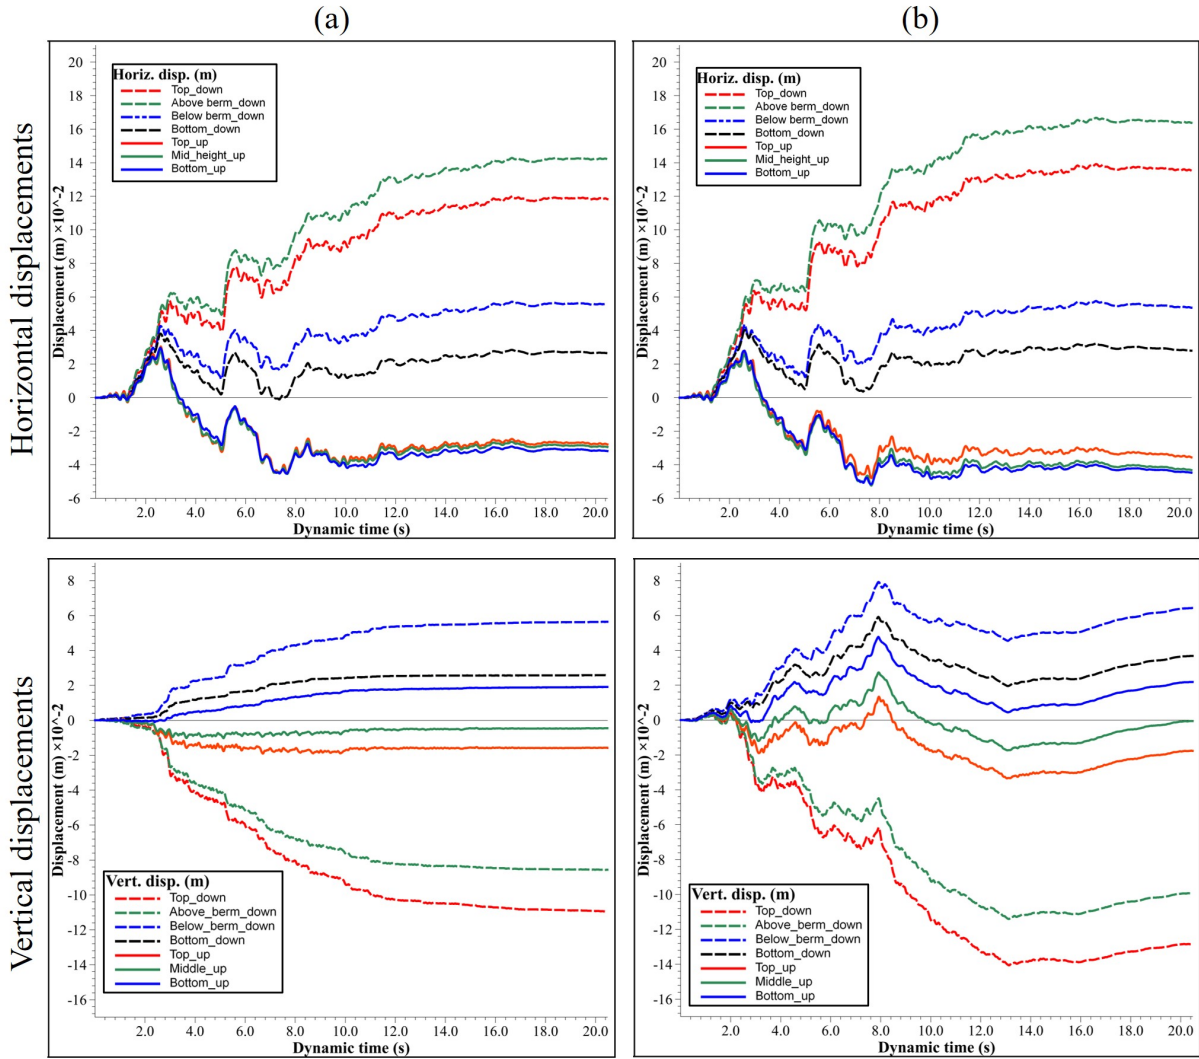 (a)
(b)
Horizontal displacements
Displacement (m) ×10^-2
20
18
16
14
12
10
8
6
4
2
0
-2
-4
-6
Horiz. disp. (m)
Top_down
Above berm_down
Below berm_down
Bottom_down
Top_up
Mid_height_up
Bottom_up
2.0 4.0 6.0 8.0 10.0 12.0 14.0 16.0 18.0 20.0
Dynamic time (s)
Displacement (m) ×10^-2
20
18
16
14
12
10
8
6
4
2
0
-2
-4
-6
Horiz. disp. (m)
Top_down
Above berm_down
Below berm_down
Bottom_down
Top_up
Mid_height_up
Bottom_up
2.0 4.0 6.0 8.0 10.0 12.0 14.0 16.0 18.0 20.0
Dynamic time (s)
Vertical displacements
Displacement (m) ×10^-2
8
6
4
2
0
-2
-4
-6
-8
-10
-12
-14
-16
Vert. disp. (m)
Top_down
Above_berm_down
Below_berm_down
Bottom_down
Top_up
Middle_up
Bottom_up
2.0 4.0 6.0 8.0 10.0 12.0 14.0 16.0 18.0 20.0
Dynamic time (s)
Displacement (m) ×10^-2
8
6
4
2
0
-2
-4
-6
-8
-10
-12
-14
-16
Vert. disp. (m)
Top_down
Above_berm_down
Below_berm_down
Bottom_down
Top_up
Middle_up
Bottom_up
2.0 4.0 6.0 8.0 10.0 12.0 14.0 16.0 18.0 20.0
Dynamic time (s)